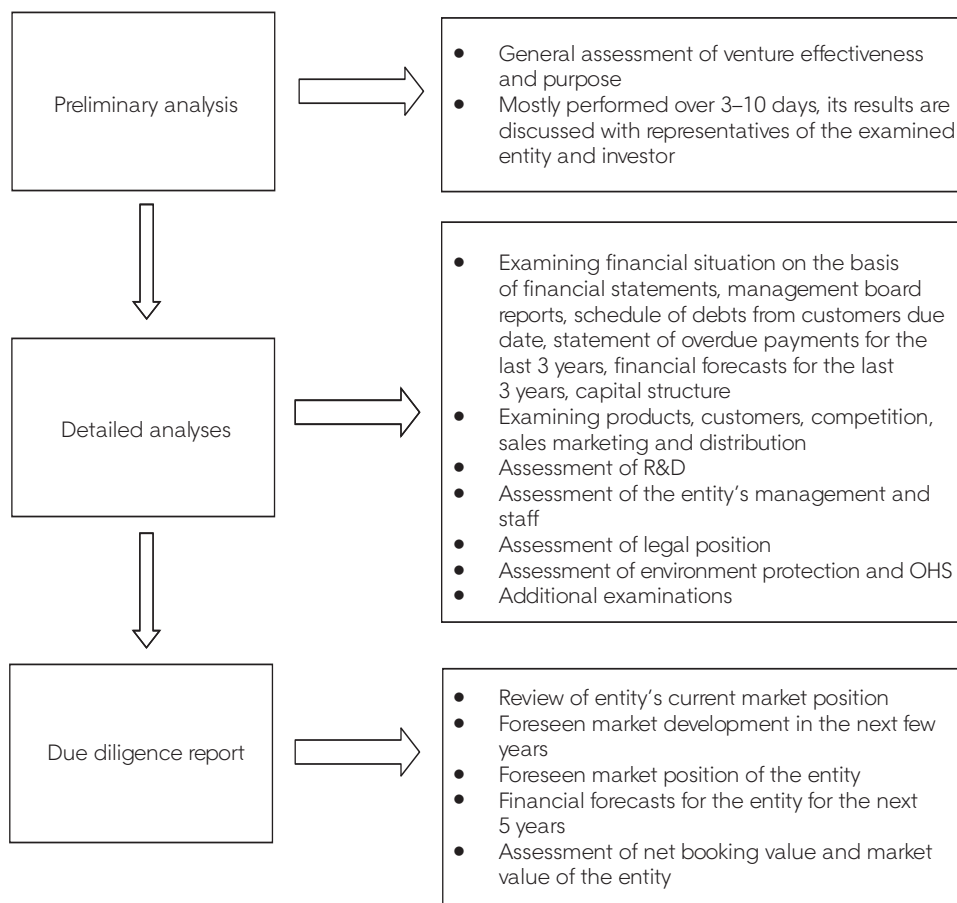 Preliminary analysis
• General assessment of venture effectiveness
and purpose
• Mostly performed over 3–10 days, its results are
discussed with representatives of the examined
entity and investor
Detailed analyses
• Examining financial situation on the basis
of financial statements, management board
reports, schedule of debts from customers due
date, statement of overdue payments for the
last 3 years, financial forecasts for the last
3 years, capital structure
• Examining products, customers, competition,
sales marketing and distribution
• Assessment of R&D
• Assessment of the entity's management and
staff
• Assessment of legal position
• Assessment of environment protection and OHS
• Additional examinations
Due diligence report
• Review of entity's current market position
• Foreseen market development in the next few
years
• Foreseen market position of the entity
• Financial forecasts for the entity for the next
5 years
• Assessment of net booking value and market
value of the entity